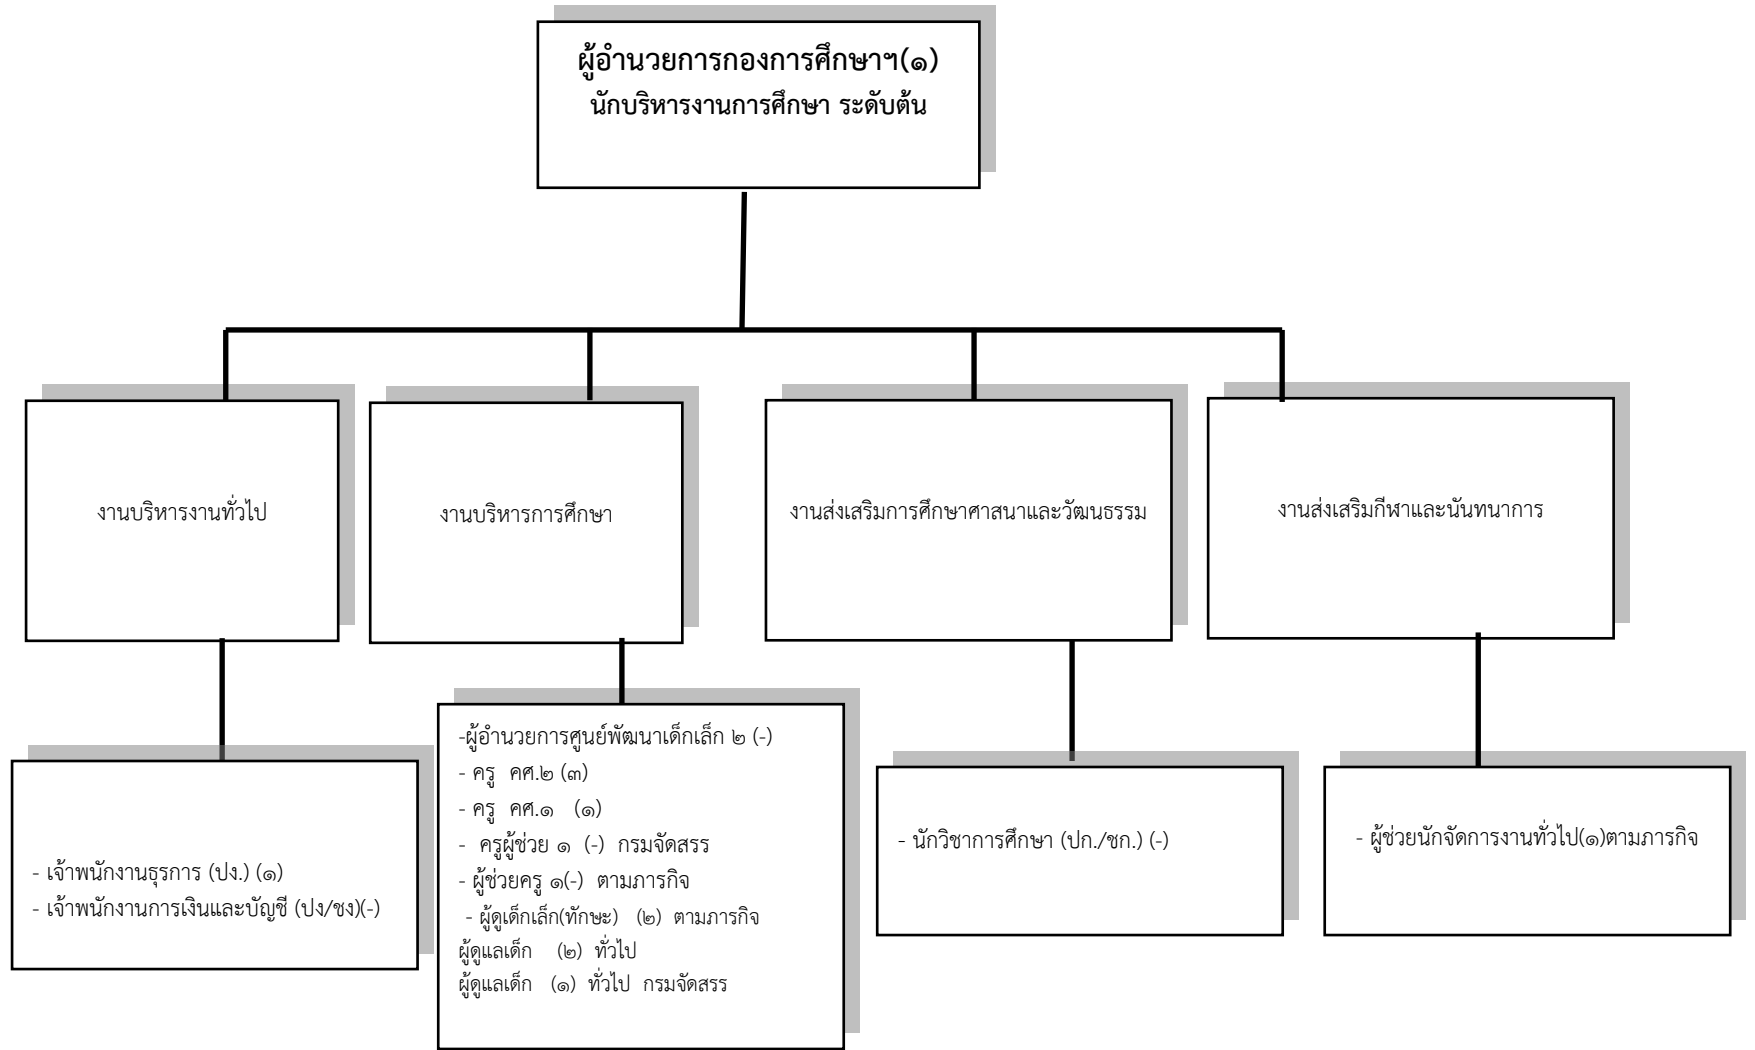 ผู้อำนวยการกองการศึกษาฯ(๑)
นักบริหารงานการศึกษา ระดับต้น
งานบริหารงานทั่วไป
งานบริหารการศึกษา
งานส่งเสริมการศึกษาศาสนาและวัฒนธรรม
งานส่งเสริมกีฬาและนันทนาการ
- เจ้าพนักงานธุรการ (ปง.) (๑)
- เจ้าพนักงานการเงินและบัญชี (ปง/ชง)(-)
-ผู้อำนวยการศูนย์พัฒนาเด็กเล็ก ๒ (-)
- ครู คศ.๒ (๓)
- ครู คศ.๑ (๑)
- ครูผู้ช่วย ๑ (-) กรมจัดสรร
- ผู้ช่วยครู ๑(-) ตามภารกิจ
- ผู้ดูเด็กเล็ก(ทักษะ) (๒) ตามภารกิจ
ผู้ดูแลเด็ก (๒) ทั่วไป
ผู้ดูแลเด็ก (๑) ทั่วไป กรมจัดสรร
- นักวิชาการศึกษา (ปก./ชก.) (-)
- ผู้ช่วยนักจัดการงานทั่วไป(๑)ตามภารกิจ